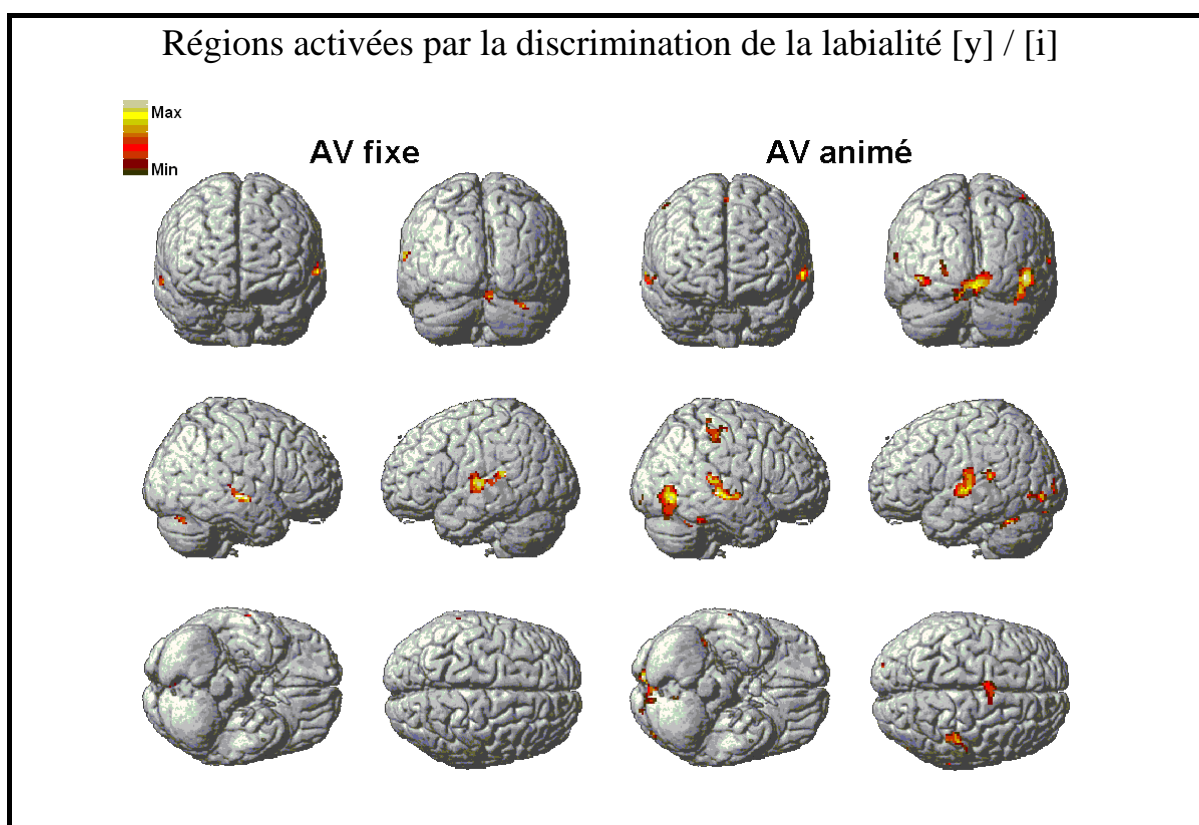 Régions activées par la discrimination de la labialité [y] / [i]
Max
Min
AV fixe
AV animé